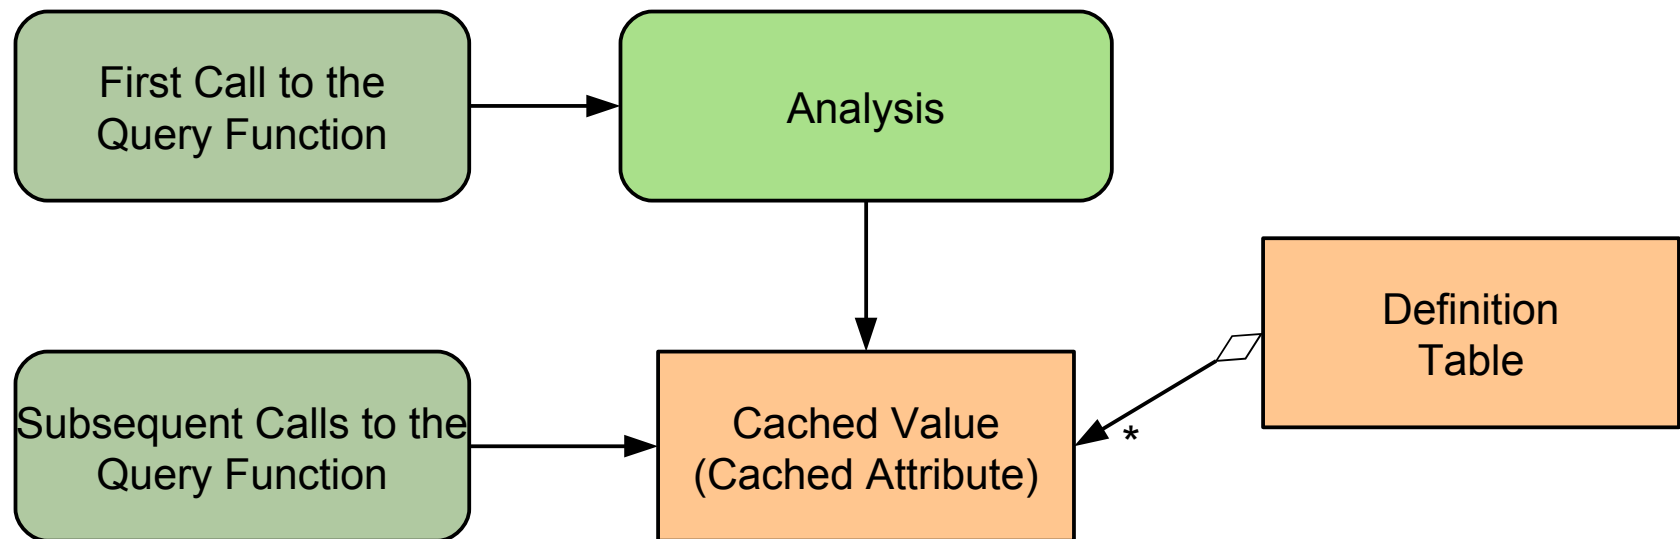 First Call to the
Query Function
Analysis
Definition
Table
Subsequent Calls to the
Query Function
Cached Value
(Cached Attribute)
*